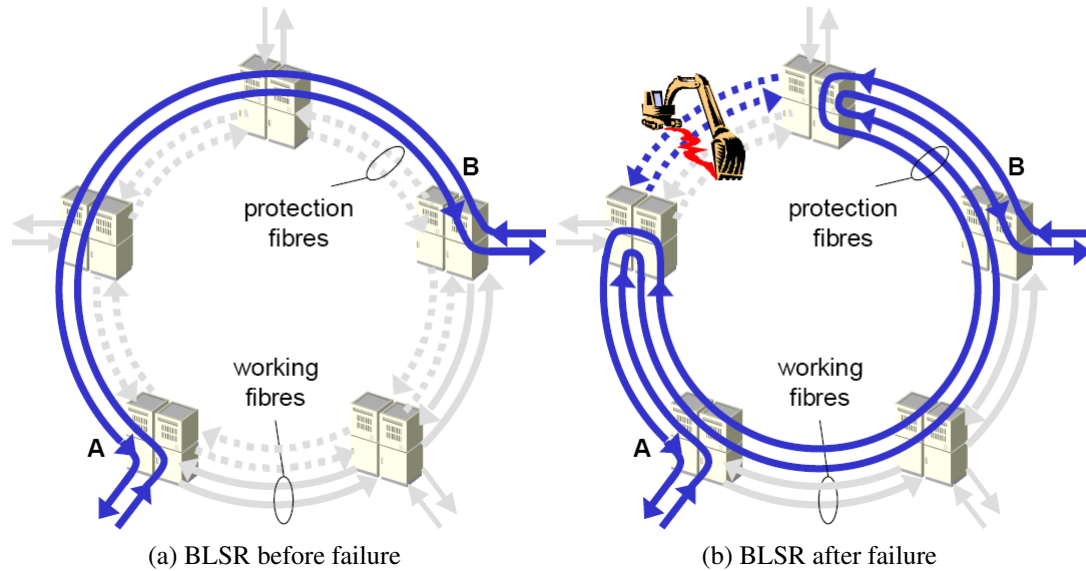 B
protection
fibres
working
fibres
A
(a) BLSR before failure
B
protection
fibres
working
fibres
A
(b) BLSR after failure